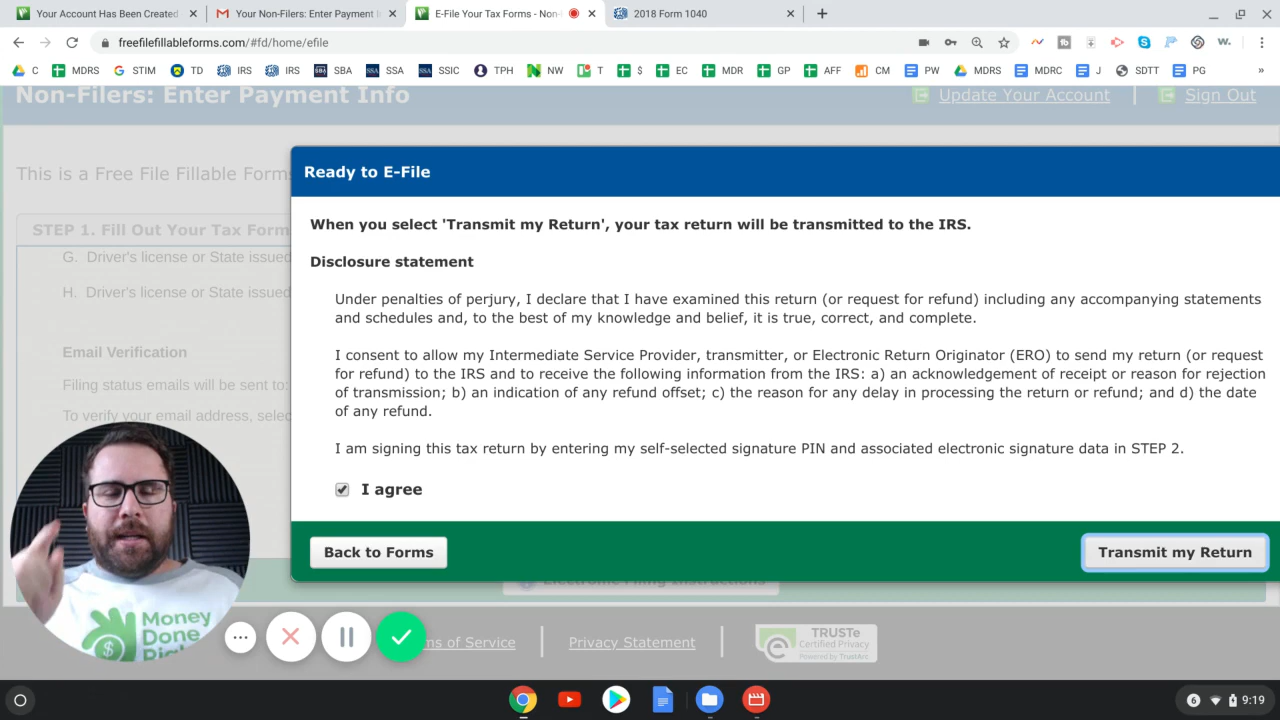 Your Account Has Been Created
Your Non-Filers: Enter Payment I
E-File Your Tax Forms - Non-
2018 Form 1040
freefilefillableforms.com/#fd/home/efile
C
MDRS
STIM
TD
IRS
IRS
SBA
SSA
SSIC
TPH
NW
T
$
EC
MDR
GP
AFF
CM
PW
MDRS
MDRC
J
SDTT
PG
»
Non-Filers: Enter Payment Info
Update Your Account
Sign Out
This is a Free File Fillable Forms
Ready to E-File
When you select 'Transmit my Return', your tax return will be transmitted to the IRS.
STEP 1. Fill Out Your Tax Form
G. Driver's license or State issued
H. Driver's license or State issued
Email Verification
Filing status emails will be sent to:
To verify your email address, selec
Disclosure statement
Under penalties of perjury, I declare that I have examined this return (or request for refund) including any accompanying statements
and schedules and, to the best of my knowledge and belief, it is true, correct, and complete.
I consent to allow my Intermediate Service Provider, transmitter, or Electronic Return Originator (ERO) to send my return (or request
for refund) to the IRS and to receive the following information from the IRS: a) an acknowledgement of receipt or reason for rejection
of transmission; b) an indication of any refund offset; c) the reason for any delay in processing the return or refund; and d) the date
of any refund.
I am signing this tax return by entering my self-selected signature PIN and associated electronic signature data in STEP 2.
I agree
Back to Forms
Transmit my Return
Electronic Filing Instructions
Money
Done
ms of Service
Privacy Statement
TRUSTe
Certified Privacy
Powered by TrustArc
6
9:19